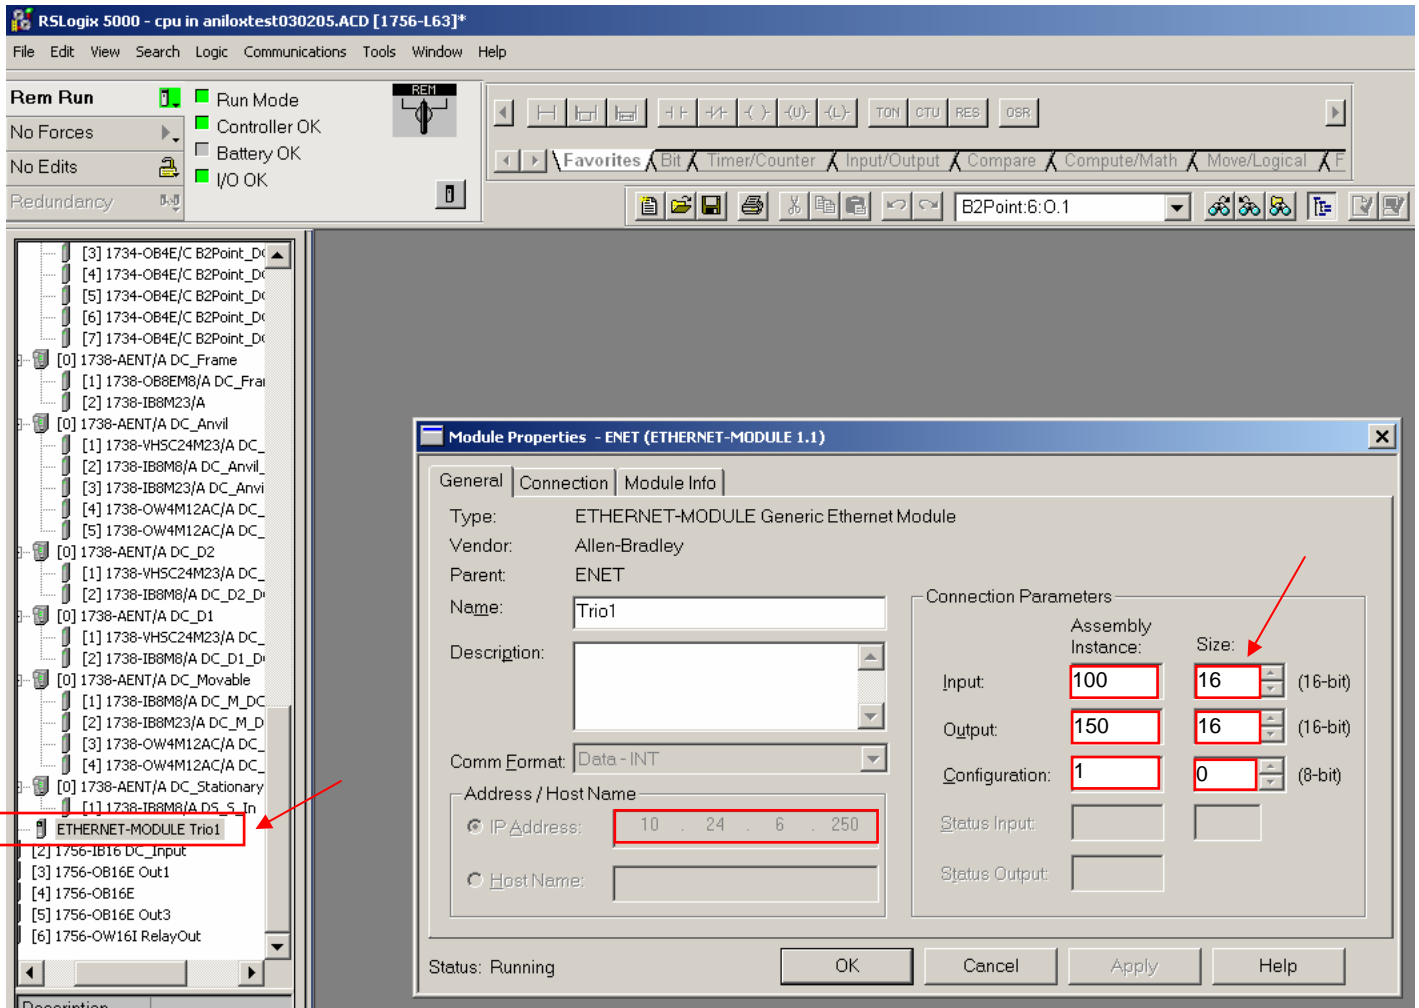 RSLogix 5000 - cpu in aniloxtest030205.ACD [1756-L63]*
File Edit View Search Logic Communications Tools Window Help
Rem Run
No Forces
No Edits
Redundancy
Run Mode
Controller OK
Battery OK
I/O OK
REM
-(U)- -(L)- TON CTU RES OSR
Favorites Bit Timer/Counter Input/Output Compare Compute/Math Move/Logical F
B2Point:6:O.1
[3] 1734-OB4E/C B2Point_D
[4] 1734-OB4E/C B2Point_D
[5] 1734-OB4E/C B2Point_D
[6] 1734-OB4E/C B2Point_D
[7] 1734-OB4E/C B2Point_D
[0] 1738-AENT/A DC_Frame
[1] 1738-OB8EM8/A DC_Fra
[2] 1738-IB8M23/A
[0] 1738-AENT/A DC_Anvil
[1] 1738-VHSC24M23/A DC_
[2] 1738-IB8M8/A DC_Anvil_
[3] 1738-IB8M23/A DC_Anvi
[4] 1738-OW4M12AC/A DC_
[5] 1738-OW4M12AC/A DC_
[0] 1738-AENT/A DC_D2
[1] 1738-VHSC24M23/A DC_
[2] 1738-IB8M8/A DC_D2_D
[0] 1738-AENT/A DC_D1
[1] 1738-VHSC24M23/A DC_
[2] 1738-IB8M8/A DC_D1_D
[0] 1738-AENT/A DC_Movable
[1] 1738-IB8M8/A DC_M_DC
[2] 1738-IB8M23/A DC_M_D
[3] 1738-OW4M12AC/A DC_
[4] 1738-OW4M12AC/A DC_
[0] 1738-AENT/A DC_Stationary
[1] 1738-IB8M8/A DS_S_In
ETHERNET-MODULE Trio1
[2] 1756-IB16 DC_Input
[3] 1756-OB16E Out1
[4] 1756-OB16E
[5] 1756-OB16E Out3
[6] 1756-OW16I RelayOut
Description
Module Properties - ENET (ETHERNET-MODULE 1.1)
General Connection Module Info
Type: ETHERNET-MODULE Generic Ethernet Module
Vendor: Allen-Bradley
Parent: ENET
Name: Trio1
Description:
Comm Format: Data - INT
Address / Host Name
IP Address: 10 . 24 . 6 . 250
Host Name:
Connection Parameters
Assembly
Instance: Size:
Input: 100 16 (16-bit)
Output: 150 16 (16-bit)
Configuration: 1 0 (8-bit)
Status Input:
Status Output:
Status: Running
OK Cancel Apply Help